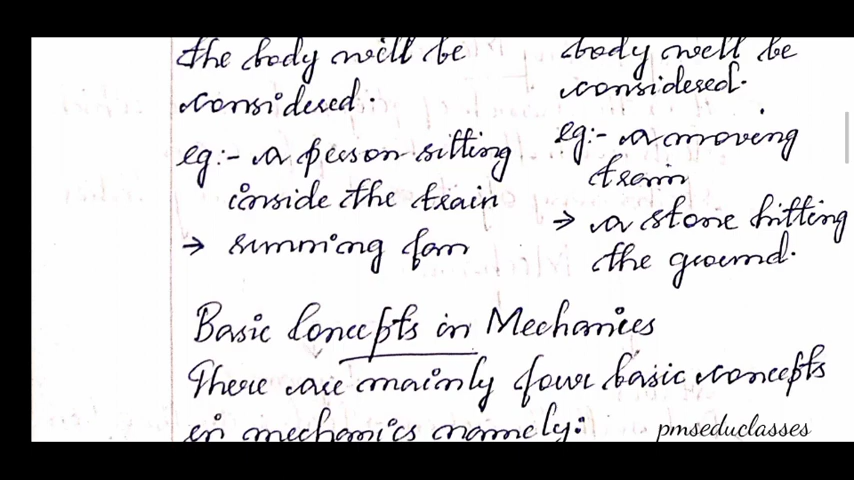 the body will be
considered.
eg:- a person sitting
inside the train
→ running fan
body will be
considered.
eg:- a moving
train
→ a stone hitting
the ground.
Basic Concepts in Mechanics
There are mainly four basic concepts
in mechanics namely:
pmseduclasses